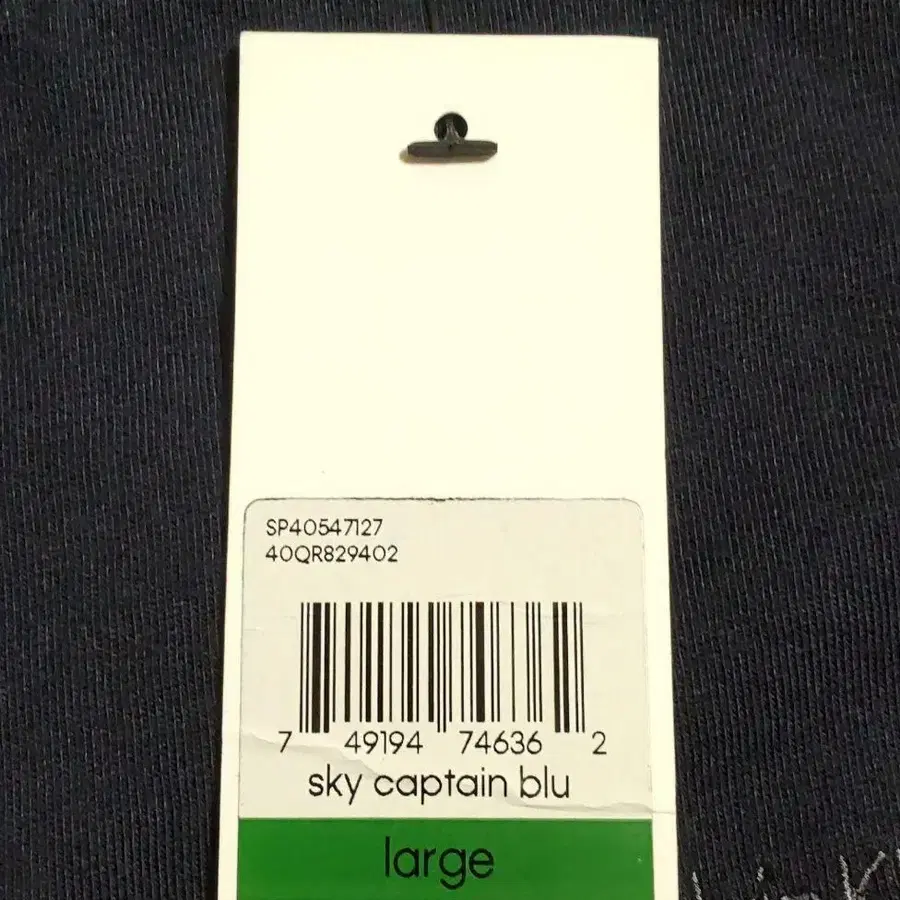 SP40547127
40QR829402
7 49194 74636 2
sky captain blu
large